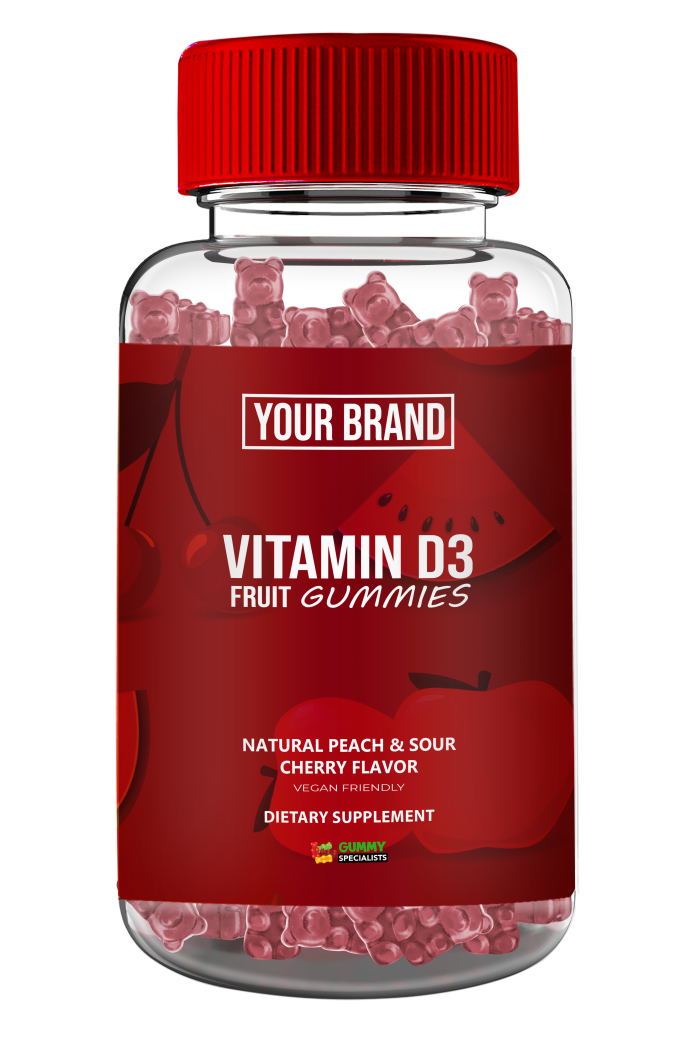 YOUR BRAND
VITAMIN D3
FRUIT GUMMIES
NATURAL PEACH & SOUR
CHERRY FLAVOR
VEGAN FRIENDLY
DIETARY SUPPLEMENT
GUMMY
SPECIALISTS